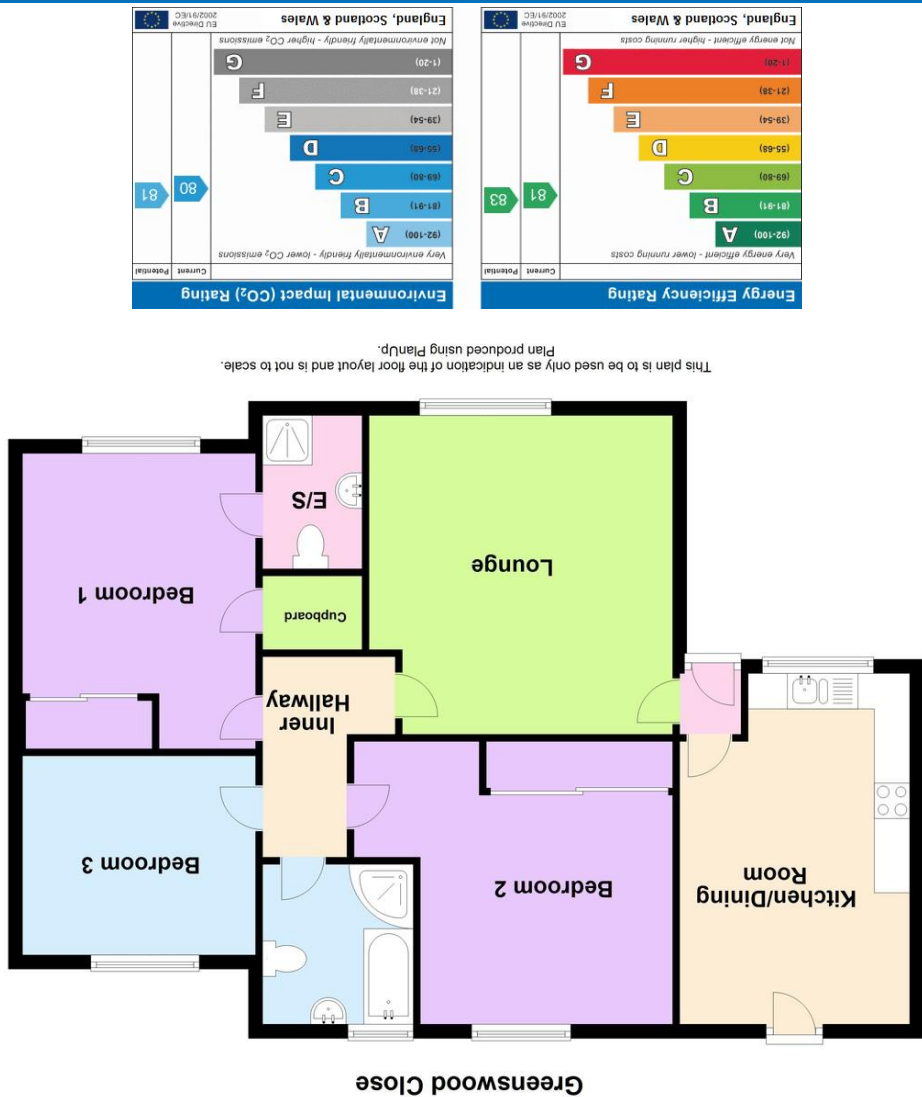 Greenswood Close
Kitchen/Dining
Room
Bedroom 2
Bedroom 3
Inner
Hallway
Lounge
Cupboard
Bedroom 1
E/S
This plan is to be used only as an indication of the floor layout and is not to scale.
Plan produced using PlanUp.
Energy Efficiency Rating
Current
Potential
Very energy efficient - lower running costs
(92-100) A
(81-91) B
(69-80) C
(55-68) D
(39-54) E
(21-38) F
(1-20) G
81
83
Not energy efficient - higher running costs
England, Scotland & Wales
EU Directive
2002/91/EC
Environmental Impact (CO₂) Rating
Current
Potential
Very environmentally friendly - lower CO₂ emissions
(92-100) A
(81-91) B
(69-80) C
(55-68) D
(39-54) E
(21-38) F
(1-20) G
80
81
Not environmentally friendly - higher CO₂ emissions
England, Scotland & Wales
EU Directive
2002/91/EC